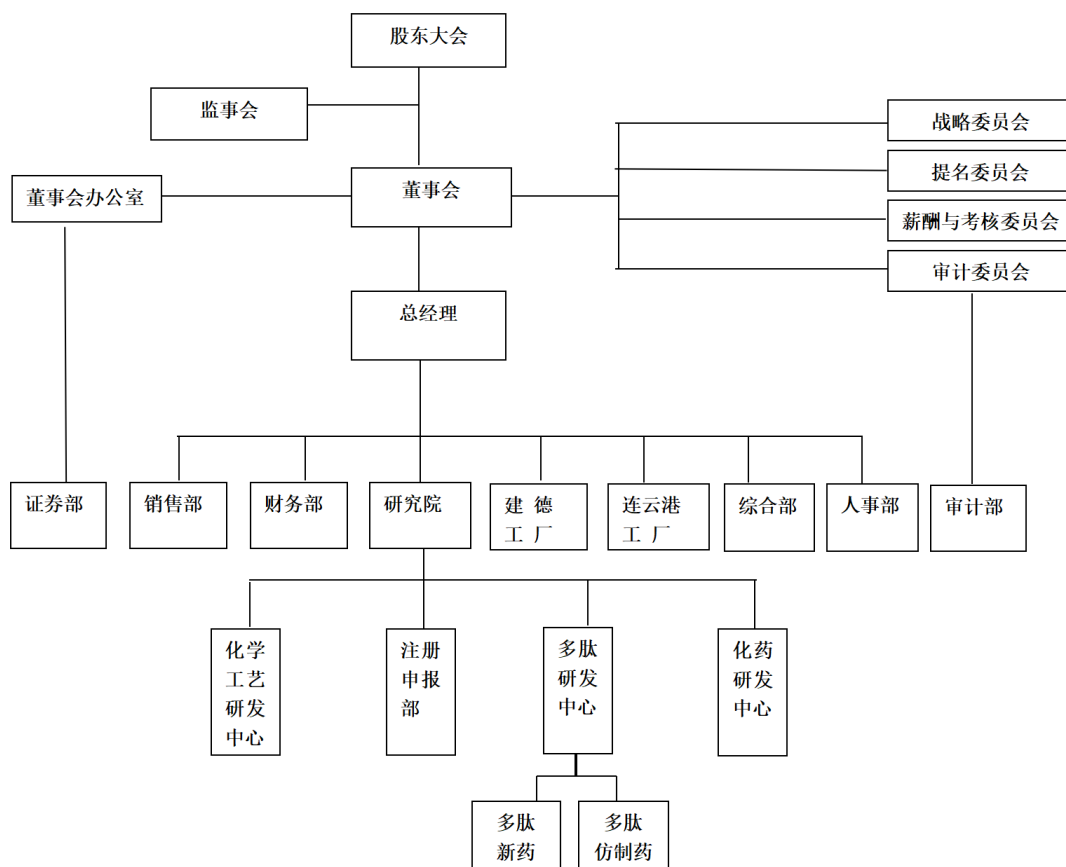 股东大会
监事会
战略委员会
提名委员会
董事会办公室
董事会
薪酬与考核委员会
审计委员会
总经理
证券部
销售部
财务部
研究院
建 德
工 厂
连云港
工 厂
综合部
人事部
审计部
化学
工艺
研发
中心
注册
申报
部
多肽
研发
中心
化药
研发
中心
多肽
新药
多肽
仿制药